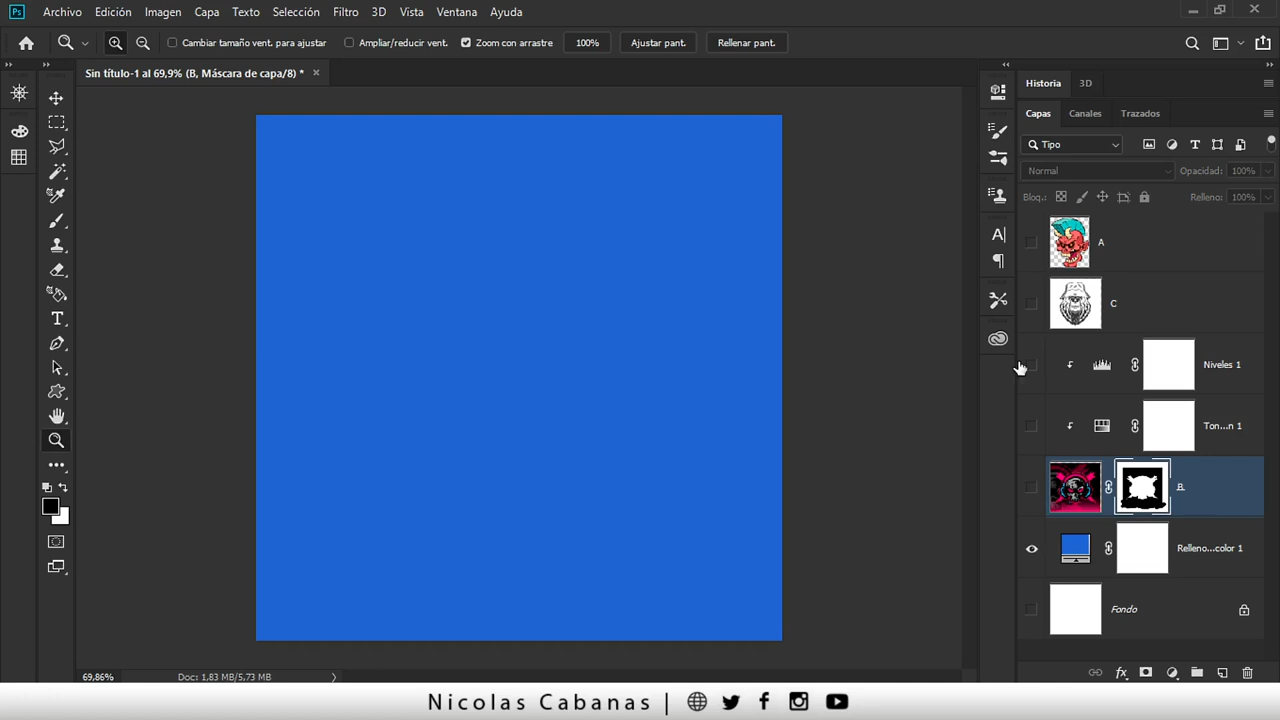 Ps Archivo Edición Imagen Capa Texto Selección Filtro 3D Vista Ventana Ayuda
Cambiar tamaño vent. para ajustar Ampliar/reducir vent. Zoom con arrastre 100% Ajustar pant. Rellenar pant.
Sin título-1 al 69,9% (B, Máscara de capa/8) *
Historia 3D
Capas Canales Trazados
Tipo
Normal Opacidad: 100%
Bloq.: Relleno: 100%
A
C
Niveles 1
Ton...n 1
B
Relleno...color 1
Fondo
69,86% Doc: 1,83 MB/5,73 MB
Nicolas Cabanas |